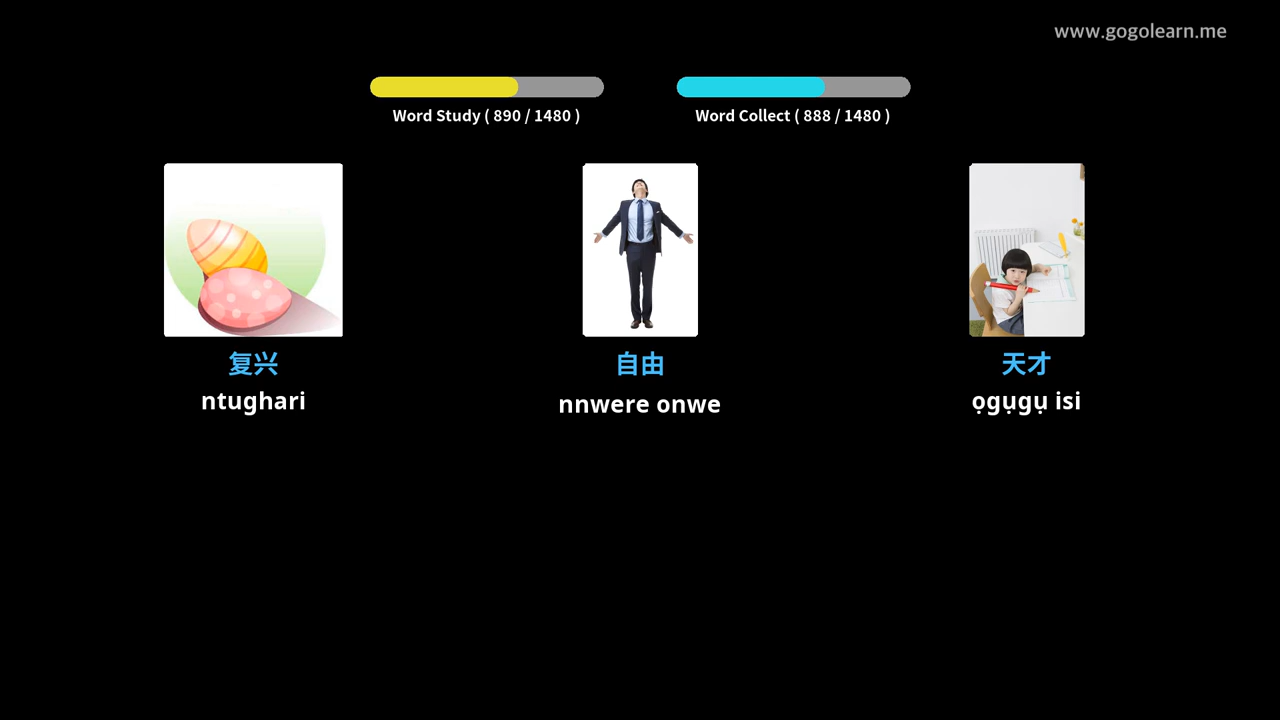 www.gogolearn.me
Word Study ( 890 / 1480 )
Word Collect ( 888 / 1480 )
复兴
ntughari
自由
nnwere onwe
天才
ọgụgụ isi